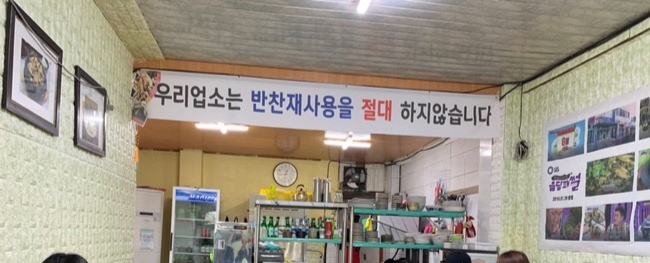 우리업소는 반찬재사용을 절대 하지않습니다